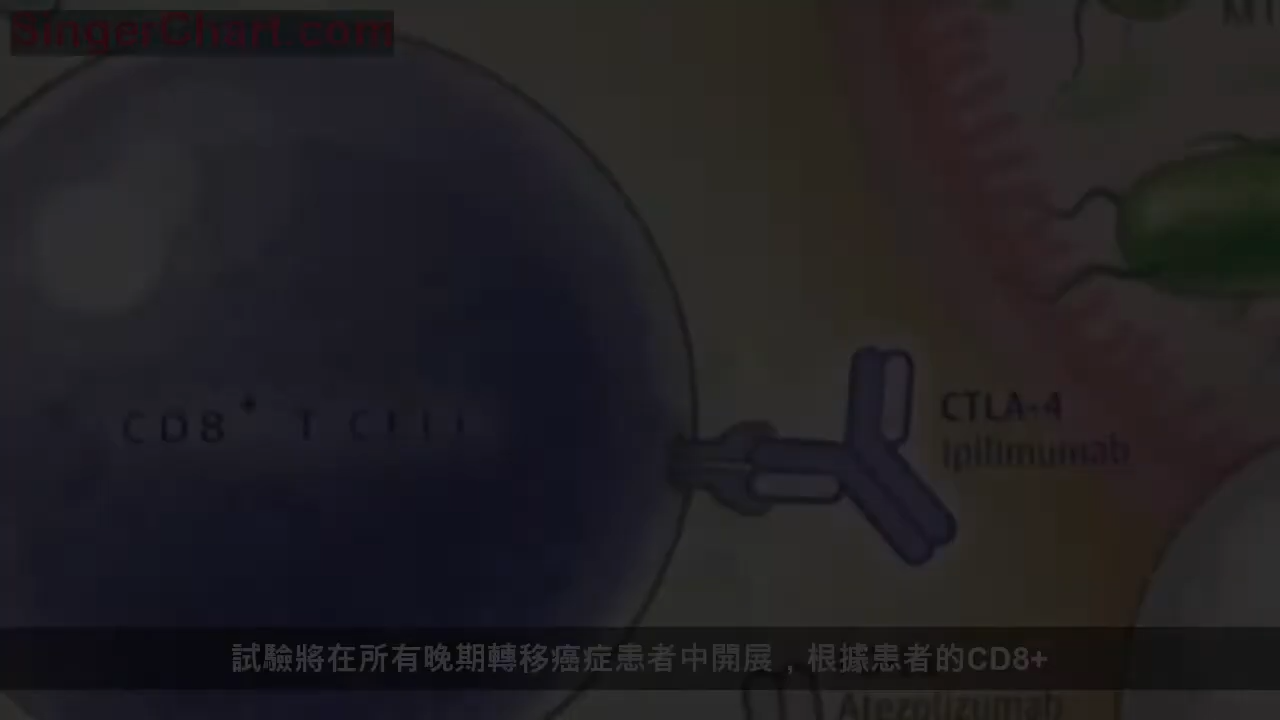 SingerChart.com
CD8+ T CELL
CTLA-4
ipilimumab
試驗將在所有晚期轉移癌症患者中開展，根據患者的CD8+
Atezolizumab